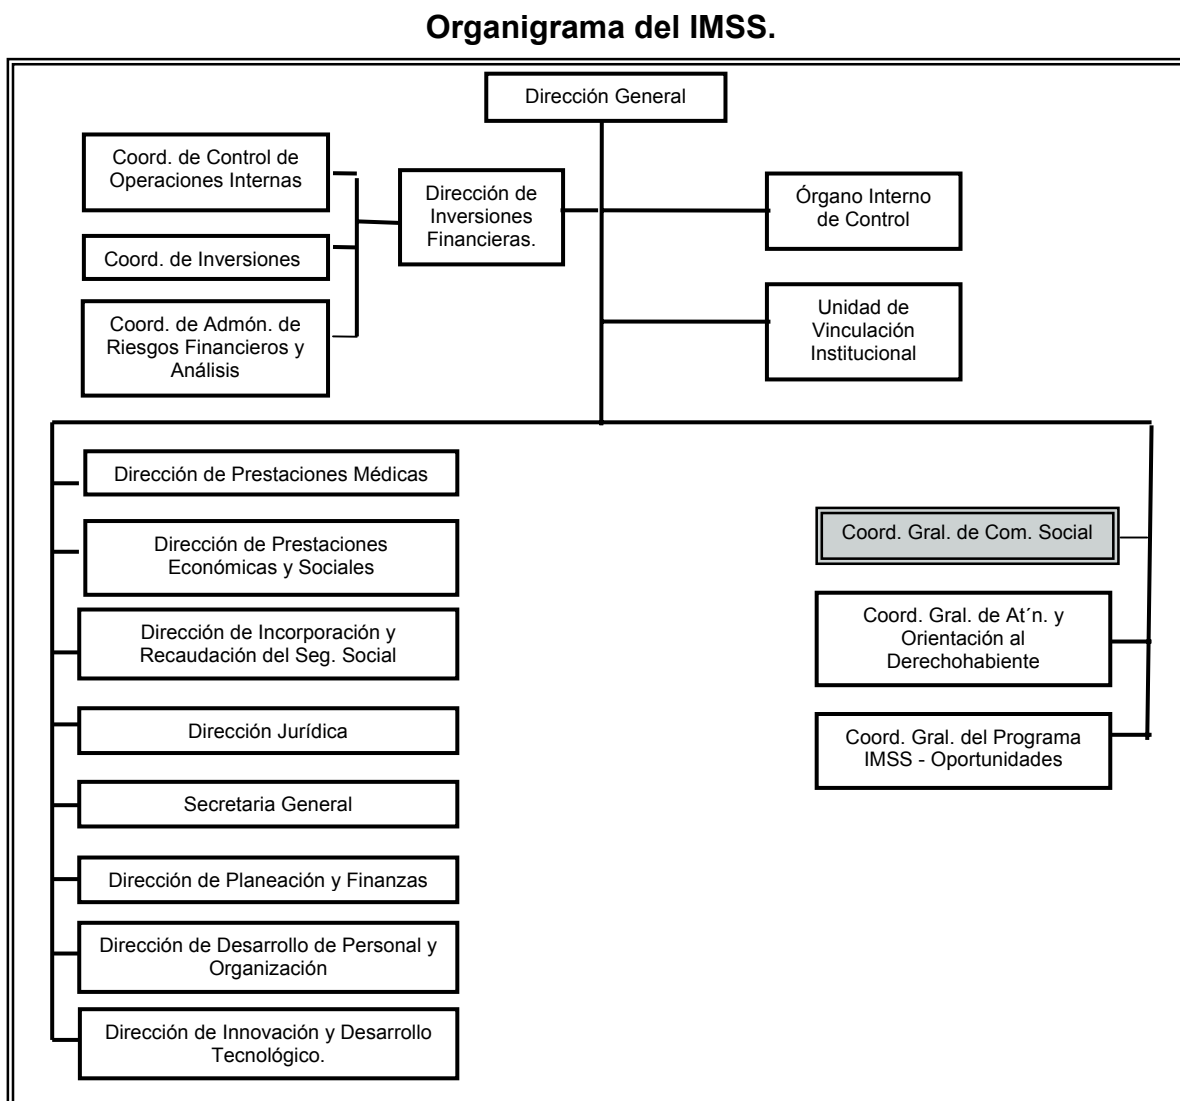 Organigrama del IMSS.
Dirección General
Coord. de Control de
Operaciones Internas
Dirección de
Inversiones
Financieras.
Órgano Interno
de Control
Coord. de Inversiones
Coord. de Admón. de
Riesgos Financieros y
Análisis
Unidad de
Vinculación
Institucional
Dirección de Prestaciones Médicas
Dirección de Prestaciones
Económicas y Sociales
Dirección de Incorporación y
Recaudación del Seg. Social
Dirección Jurídica
Secretaria General
Dirección de Planeación y Finanzas
Dirección de Desarrollo de Personal y
Organización
Dirección de Innovación y Desarrollo
Tecnológico.
Coord. Gral. de Com. Social
Coord. Gral. de At´n. y
Orientación al
Derechohabiente
Coord. Gral. del Programa
IMSS - Oportunidades